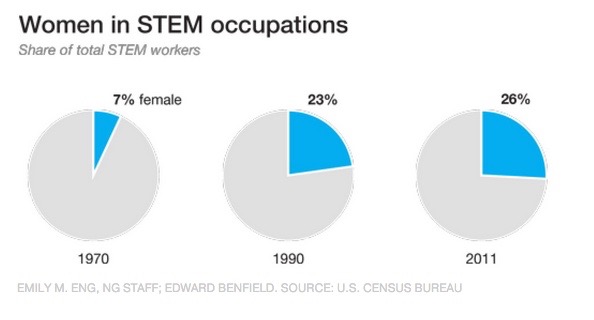 Women in STEM occupations
Share of total STEM workers
7% female
23%
26%
1970
1990
2011
EMILY M. ENG, NG STAFF; EDWARD BENFIELD. SOURCE: U.S. CENSUS BUREAU